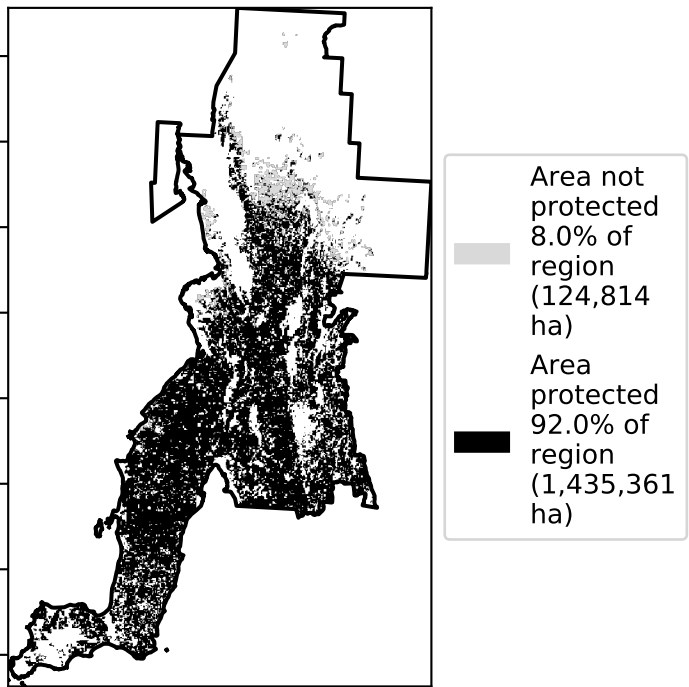 Area not
protected
8.0% of
region
(124,814
ha)
Area
protected
92.0% of
region
(1,435,361
ha)